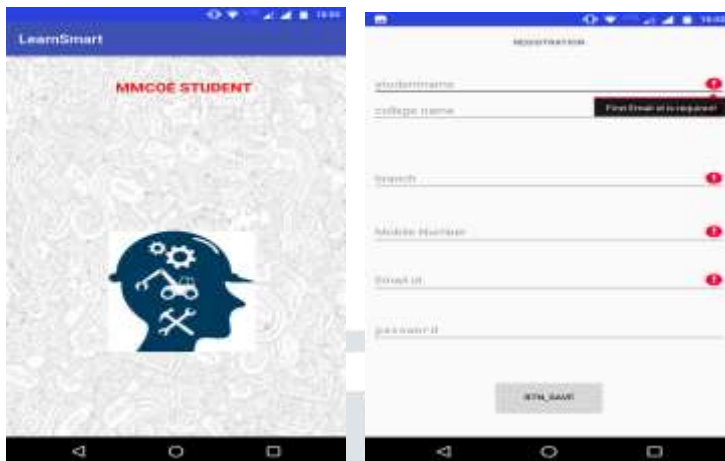 LearnSmart
MMCOE STUDENT
REGISTRATION
studentname
college name
First Email id is required
branch
Mobile Number
Email id
password
BTN_SAVE